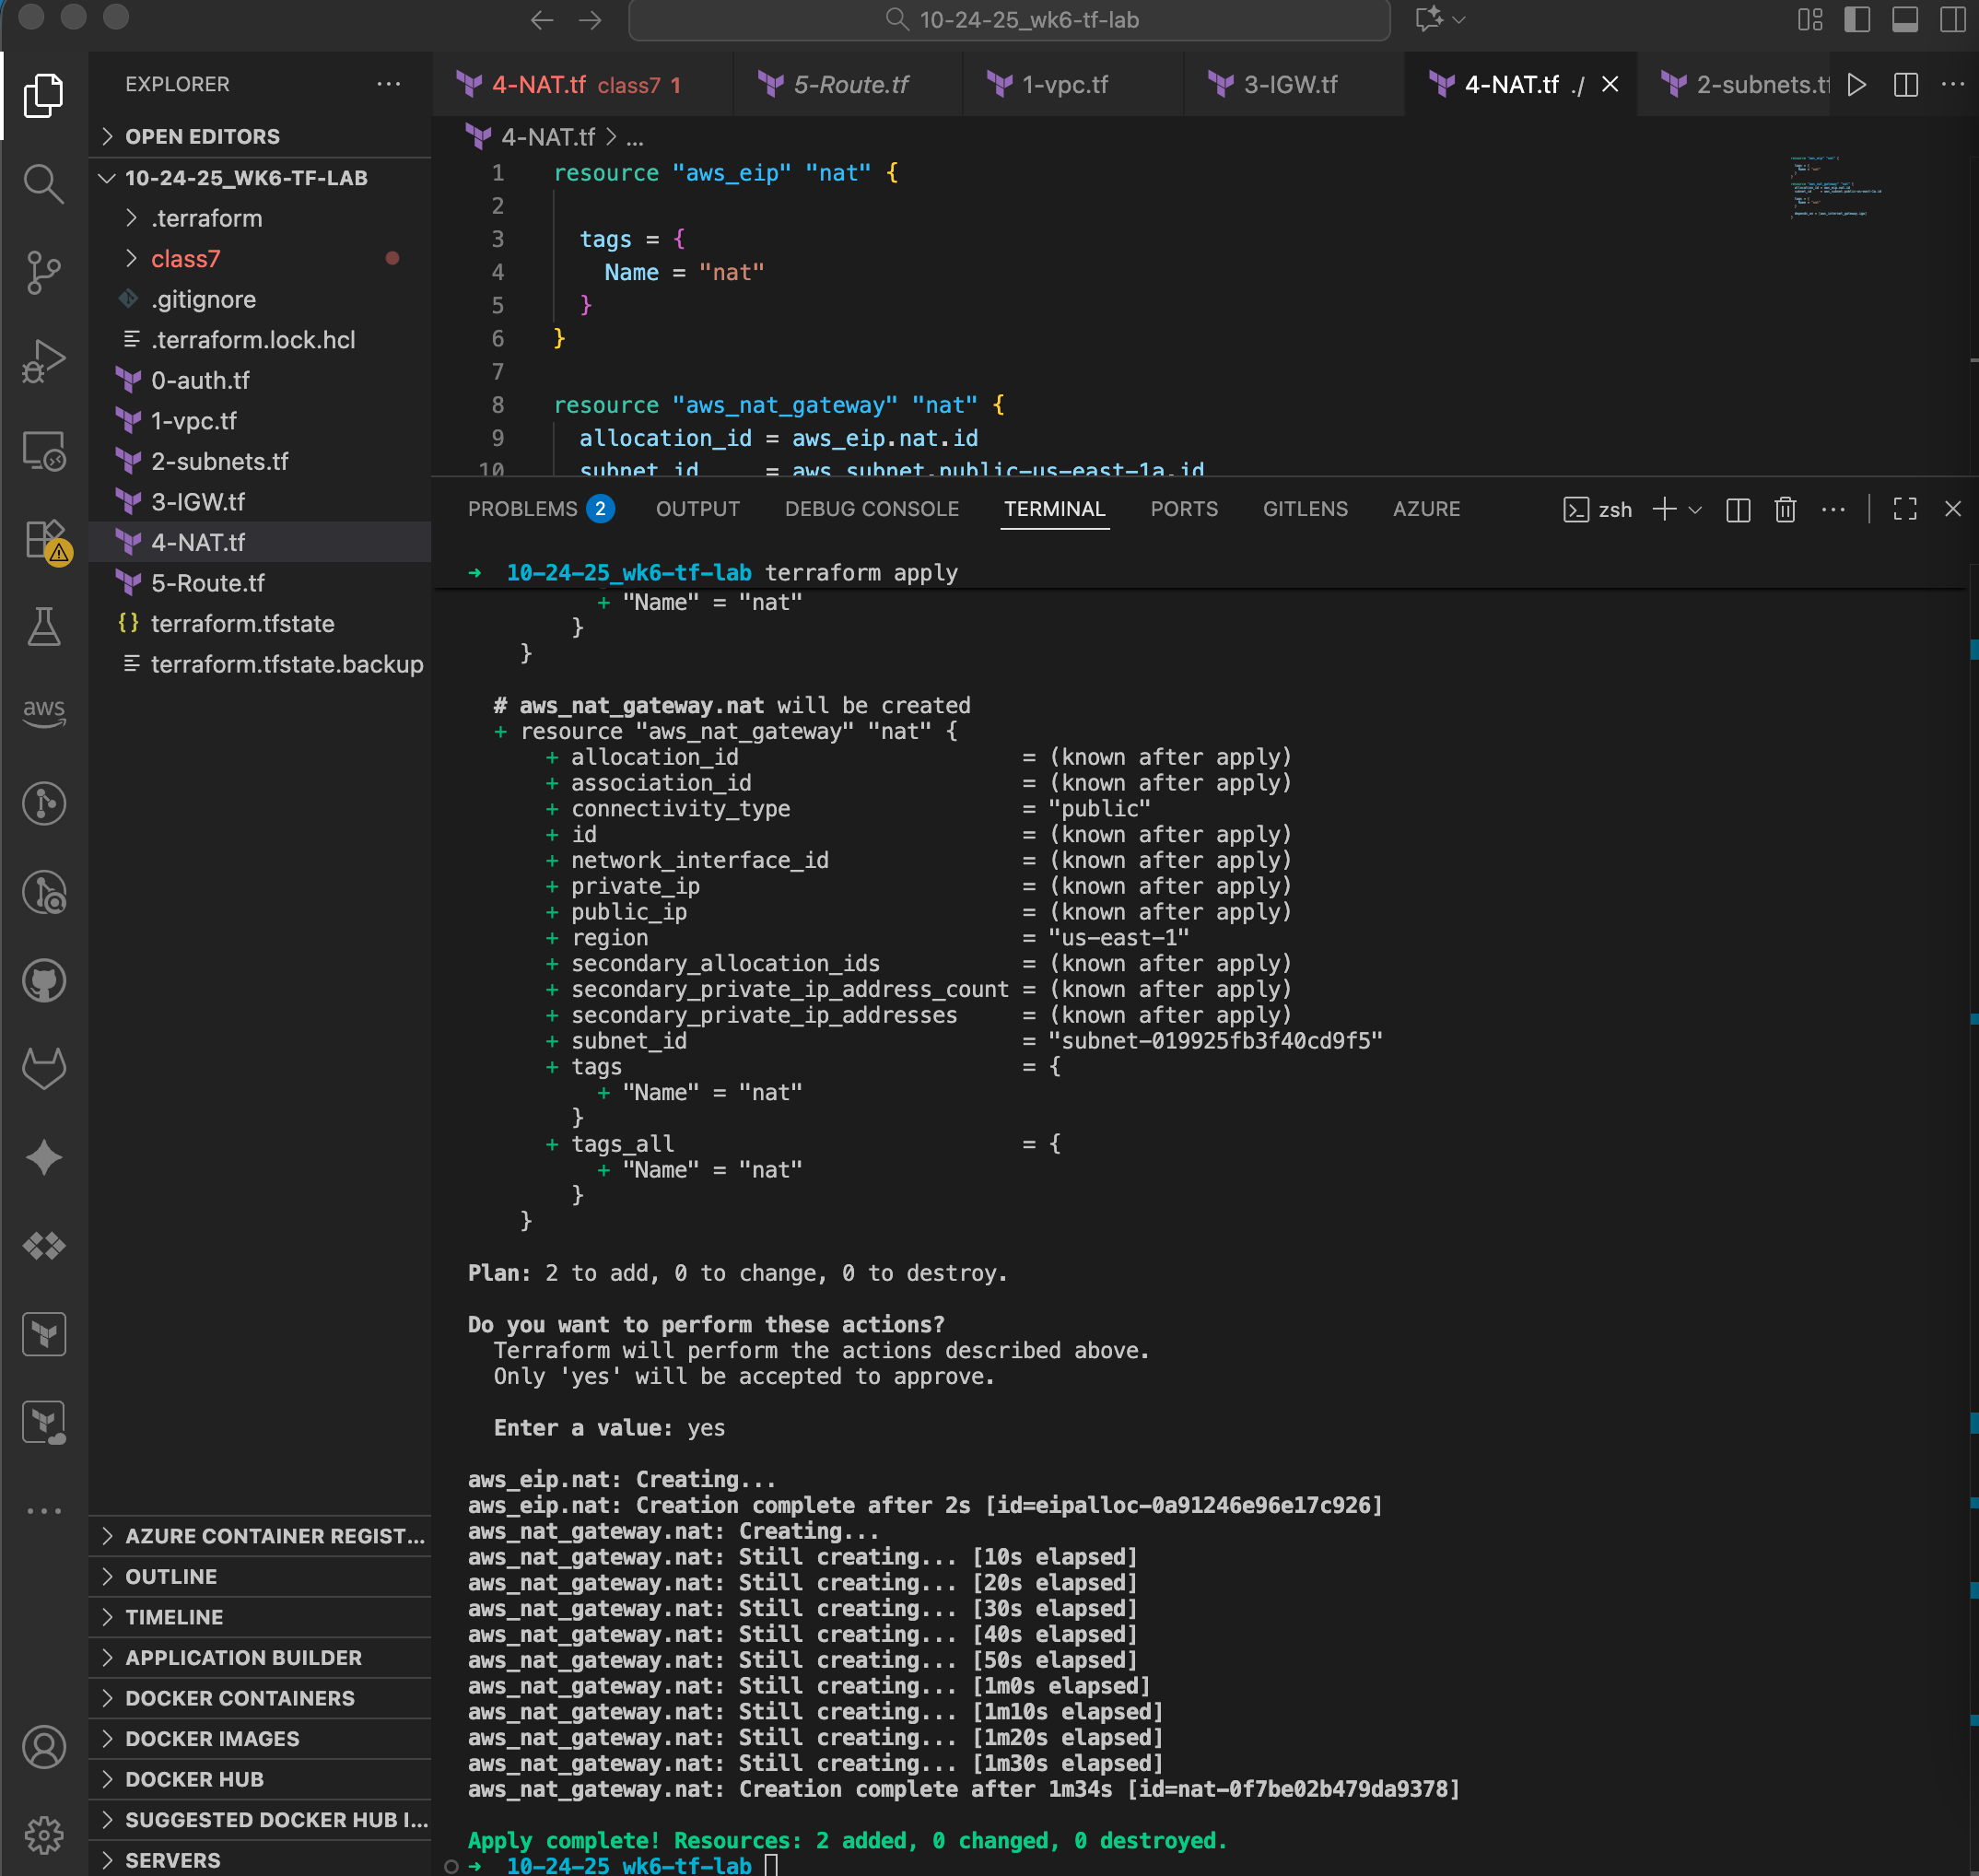 10-24-25_wk6-tf-lab
EXPLORER
OPEN EDITORS
10-24-25_WK6-TF-LAB
.terraform
class7
.gitignore
.terraform.lock.hcl
0-auth.tf
1-vpc.tf
2-subnets.tf
3-IGW.tf
4-NAT.tf
5-Route.tf
{} terraform.tfstate
terraform.tfstate.backup
aws
AZURE CONTAINER REGIST...
OUTLINE
TIMELINE
APPLICATION BUILDER
DOCKER CONTAINERS
DOCKER IMAGES
DOCKER HUB
SUGGESTED DOCKER HUB I...
SERVERS
4-NAT.tf class7 1
5-Route.tf
1-vpc.tf
3-IGW.tf
4-NAT.tf ./
2-subnets.tf
4-NAT.tf > ...
1 resource "aws_eip" "nat" {
2
3 tags = {
4 Name = "nat"
5 }
6 }
7
8 resource "aws_nat_gateway" "nat" {
9 allocation_id = aws_eip.nat.id
10 subnet_id = aws_subnet.public-us-east-1a.id
PROBLEMS 2 OUTPUT DEBUG CONSOLE TERMINAL PORTS GITLENS AZURE zsh
→ 10-24-25_wk6-tf-lab terraform apply
+ "Name" = "nat"
}
}
# aws_nat_gateway.nat will be created
+ resource "aws_nat_gateway" "nat" {
+ allocation_id = (known after apply)
+ association_id = (known after apply)
+ connectivity_type = "public"
+ id = (known after apply)
+ network_interface_id = (known after apply)
+ private_ip = (known after apply)
+ public_ip = (known after apply)
+ region = "us-east-1"
+ secondary_allocation_ids = (known after apply)
+ secondary_private_ip_address_count = (known after apply)
+ secondary_private_ip_addresses = (known after apply)
+ subnet_id = "subnet-019925fb3f40cd9f5"
+ tags = {
+ "Name" = "nat"
}
+ tags_all = {
+ "Name" = "nat"
}
}
Plan: 2 to add, 0 to change, 0 to destroy.
Do you want to perform these actions?
Terraform will perform the actions described above.
Only 'yes' will be accepted to approve.
Enter a value: yes
aws_eip.nat: Creating...
aws_eip.nat: Creation complete after 2s [id=eipalloc-0a91246e96e17c926]
aws_nat_gateway.nat: Creating...
aws_nat_gateway.nat: Still creating... [10s elapsed]
aws_nat_gateway.nat: Still creating... [20s elapsed]
aws_nat_gateway.nat: Still creating... [30s elapsed]
aws_nat_gateway.nat: Still creating... [40s elapsed]
aws_nat_gateway.nat: Still creating... [50s elapsed]
aws_nat_gateway.nat: Still creating... [1m0s elapsed]
aws_nat_gateway.nat: Still creating... [1m10s elapsed]
aws_nat_gateway.nat: Still creating... [1m20s elapsed]
aws_nat_gateway.nat: Still creating... [1m30s elapsed]
aws_nat_gateway.nat: Creation complete after 1m34s [id=nat-0f7be02b479da9378]
Apply complete! Resources: 2 added, 0 changed, 0 destroyed.
→ 10-24-25_wk6-tf-lab